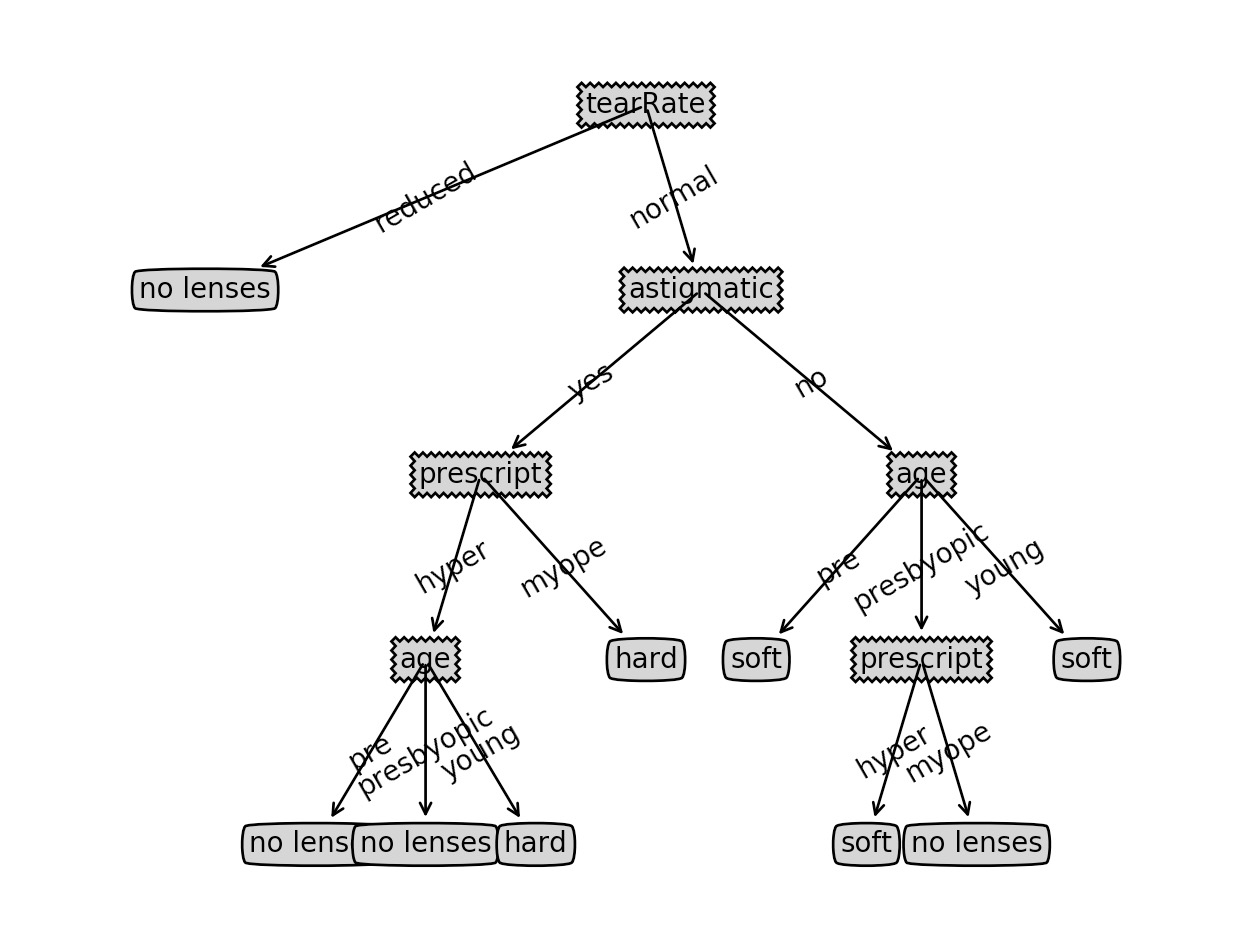 tearRate
reduced
normal
no lenses
astigmatic
yes
no
prescript
age
hyper
myope
pre
presbyopic
young
age
hard
soft
prescript
soft
pre
presbyopic
young
hyper
myope
no lens
no lenses
hard
soft
no lenses